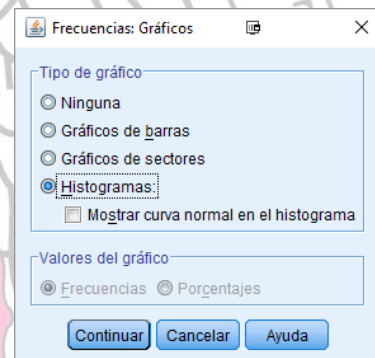 Frecuencias: Gráficos
Tipo de gráfico
Ninguna
Gráficos de barras
Gráficos de sectores
Histogramas:
Mostrar curva normal en el histograma
Valores del gráfico
Frecuencias Porcentajes
Continuar Cancelar Ayuda